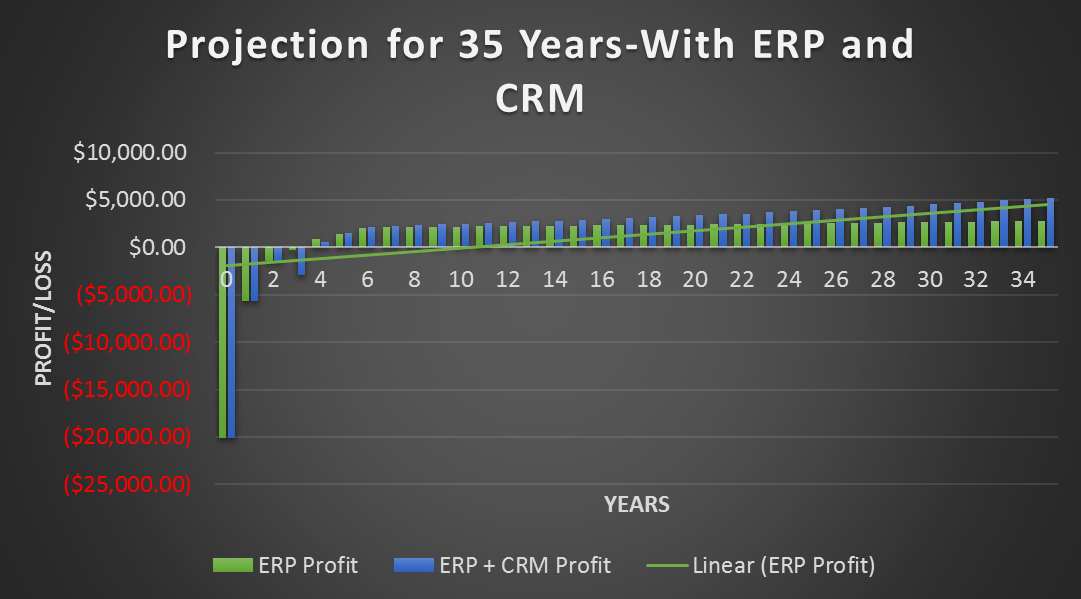 Projection for 35 Years-With ERP and
CRM
$10,000.00
$5,000.00
$0.00
($5,000.00)
($10,000.00)
($15,000.00)
($20,000.00)
($25,000.00)
PROFIT/LOSS
0 2 4 6 8 10 12 14 16 18 20 22 24 26 28 30 32 34
YEARS
ERP Profit ERP + CRM Profit Linear (ERP Profit)